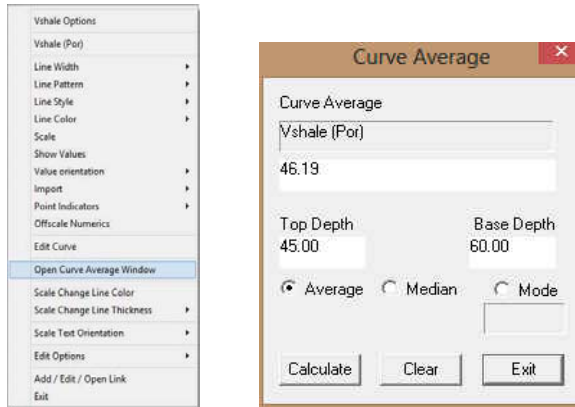 Vshale Options
Vshale (Por)
Line Width
Line Pattern
Line Style
Line Color
Scale
Show Values
Value orientation
Import
Point Indicators
Offscale Numerics
Edit Curve
Open Curve Average Window
Scale Change Line Color
Scale Change Line Thickness
Scale Text Orientation
Edit Options
Add / Edit / Open Link
Exit
Curve Average
Curve Average
Vshale (Por)
46.19
Top Depth Base Depth
45.00 60.00
Average Median Mode
Calculate Clear Exit